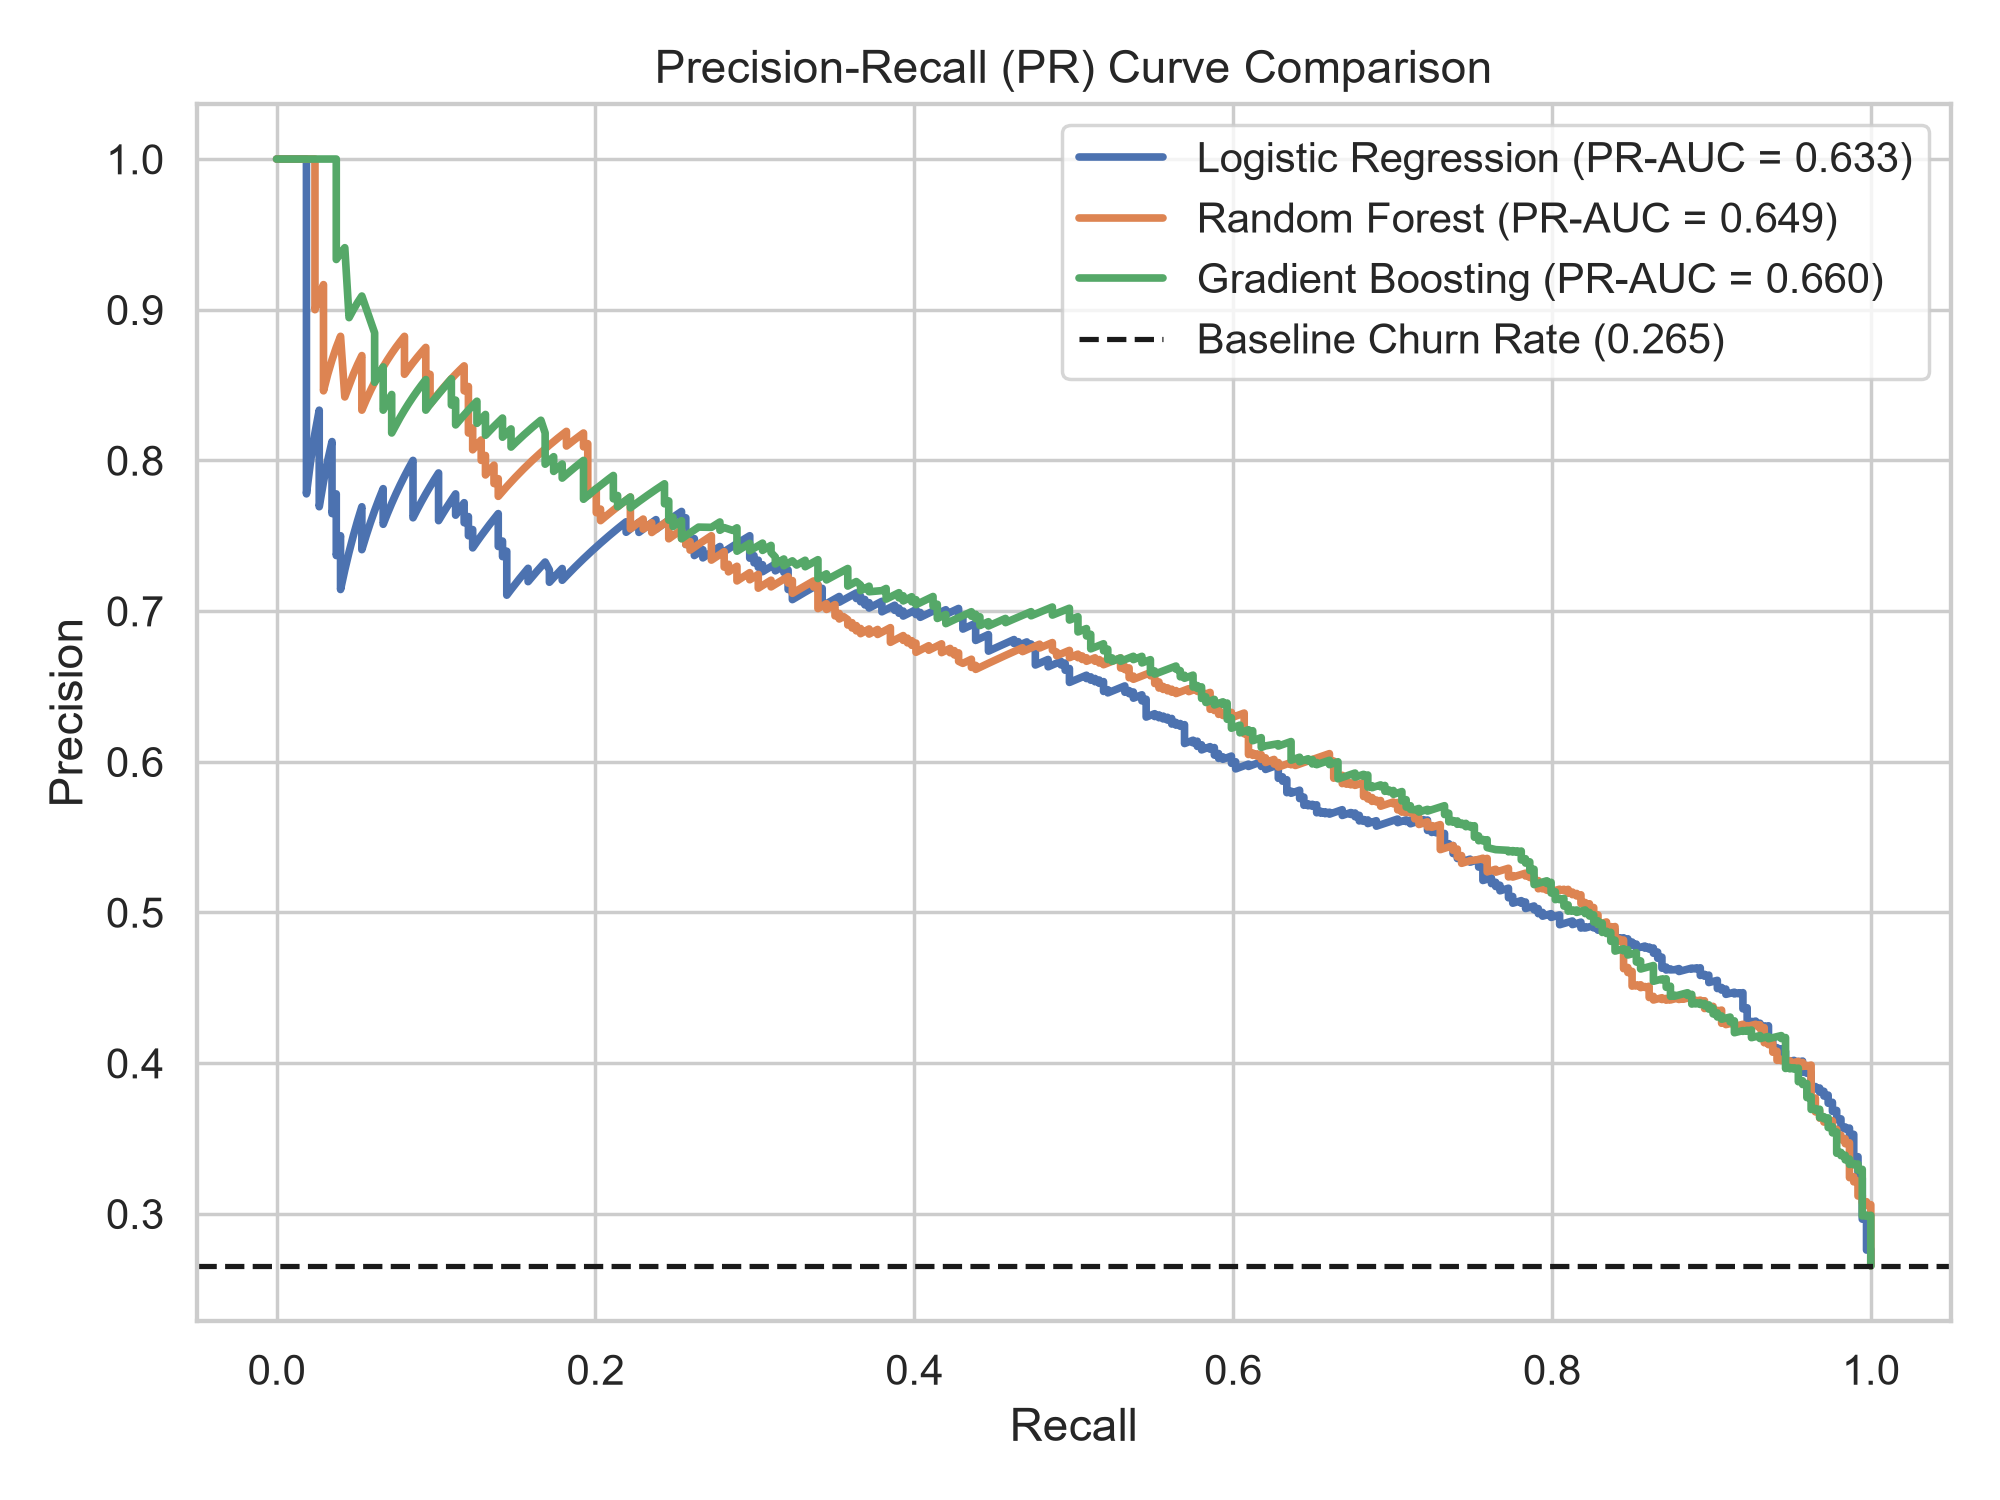 Precision-Recall (PR) Curve Comparison
Logistic Regression (PR-AUC = 0.633)
Random Forest (PR-AUC = 0.649)
Gradient Boosting (PR-AUC = 0.660)
Baseline Churn Rate (0.265)
Precision
1.0
0.9
0.8
0.7
0.6
0.5
0.4
0.3
0.0 0.2 0.4 0.6 0.8 1.0
Recall